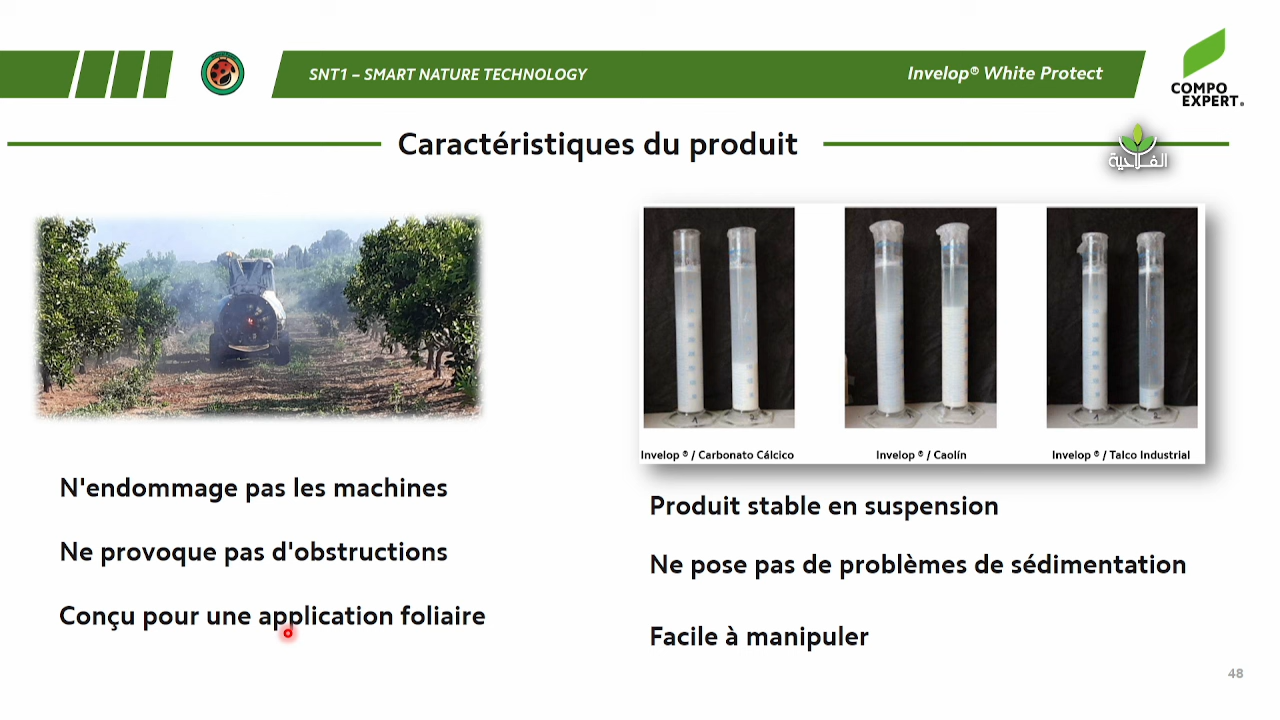 SNT1 – SMART NATURE TECHNOLOGY
Invelop® White Protect
COMPO
EXPERT®
Caractéristiques du produit
الفلاحية
Invelop ® / Carbonato Cálcico
Invelop ® / Caolín
Invelop ® / Talco Industrial
N'endommage pas les machines
Ne provoque pas d'obstructions
Conçu pour une application foliaire
Produit stable en suspension
Ne pose pas de problèmes de sédimentation
Facile à manipuler
48